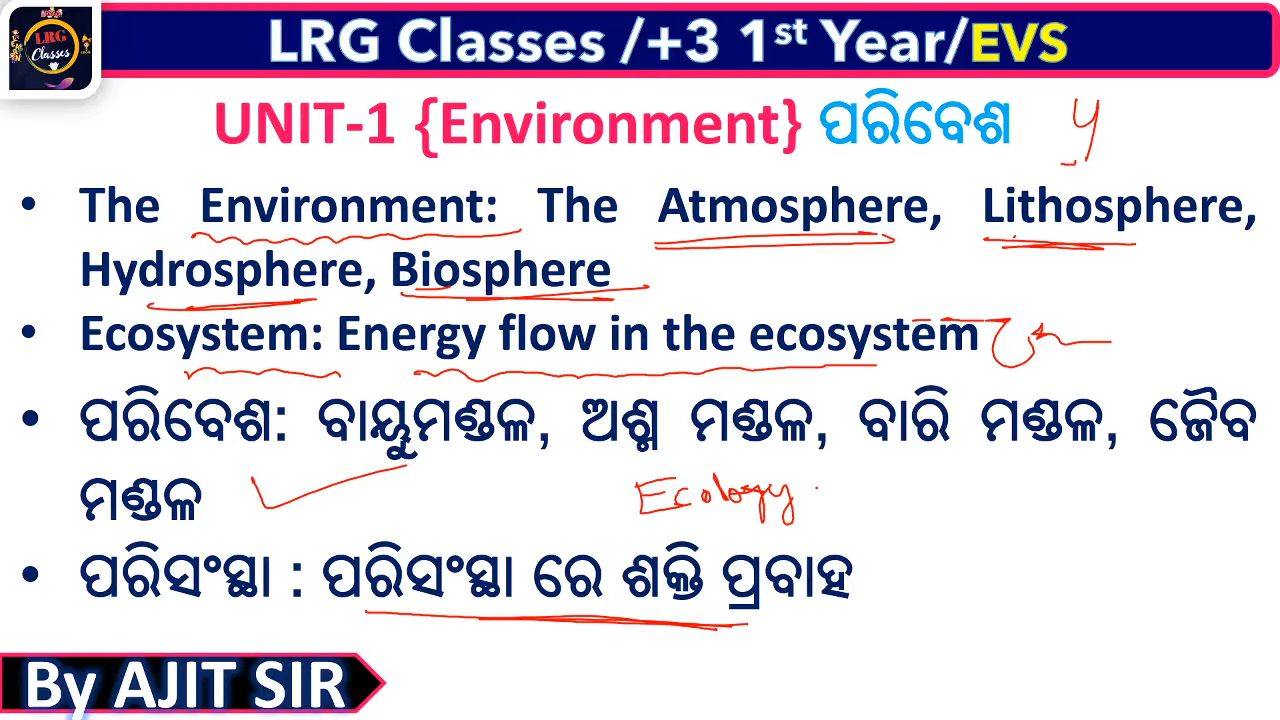 LRG Classes
LRG Classes /+3 1st Year/EVS
UNIT-1 {Environment} ପରିବେଶ
• The Environment: The Atmosphere, Lithosphere,
Hydrosphere, Biosphere
• Ecosystem: Energy flow in the ecosystem
• ପରିବେଶ: ବାୟୁମଣ୍ଡଳ, ଅଶ୍ମ ମଣ୍ଡଳ, ବାରି ମଣ୍ଡଳ, ଜୈବ
ମଣ୍ଡଳ
Ecology
• ପରିସଂସ୍ଥା : ପରିସଂସ୍ଥା ରେ ଶକ୍ତି ପ୍ରବାହ
By AJIT SIR